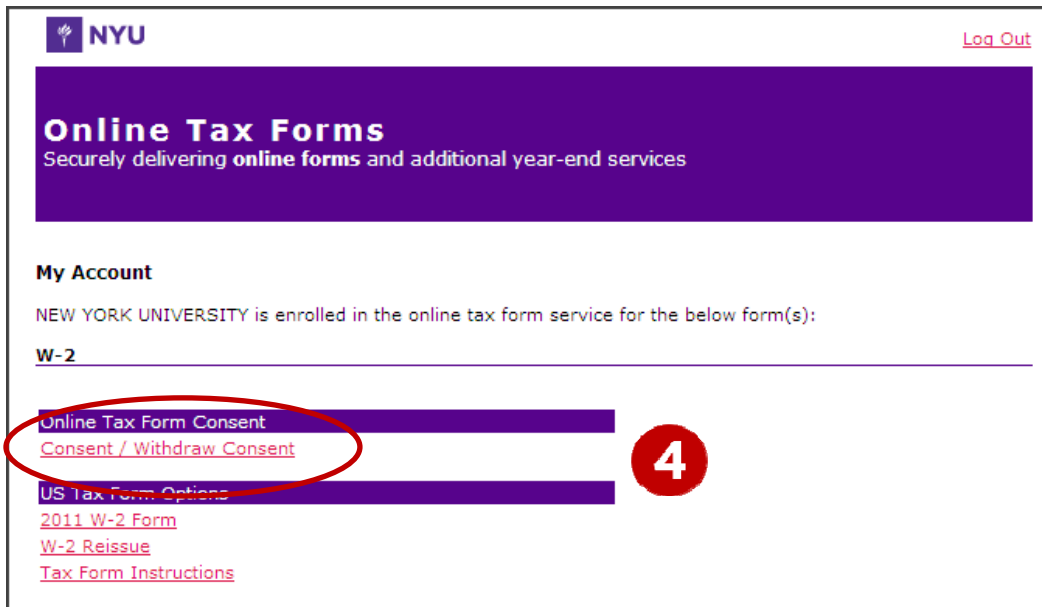 NYU
Log Out
Online Tax Forms
Securely delivering online forms and additional year-end services
My Account
NEW YORK UNIVERSITY is enrolled in the online tax form service for the below form(s):
W-2
Online Tax Form Consent
Consent / Withdraw Consent
4
US Tax Form Options
2011 W-2 Form
W-2 Reissue
Tax Form Instructions